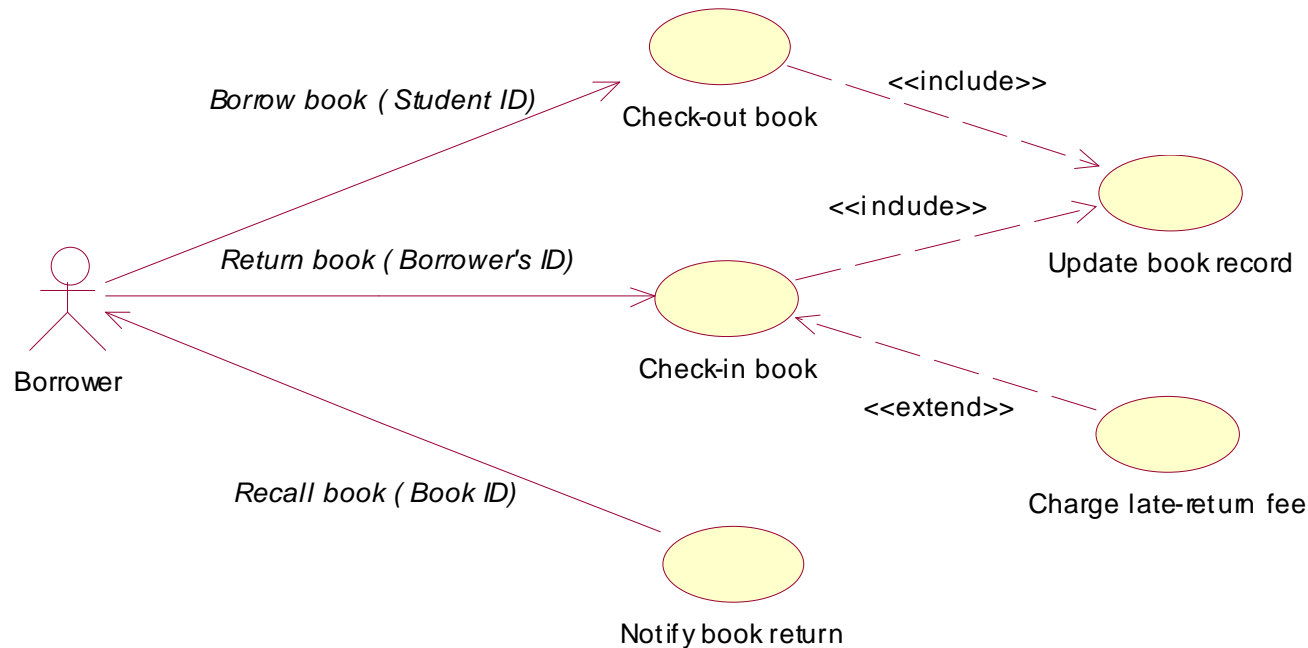 Borrow book ( Student ID)
Check-out book
<<include>>
<<include>>
Update book record
Return book ( Borrower's ID)
Check-in book
Borrower
<<extend>>
Charge late-return fee
Recall book ( Book ID)
Notify book return